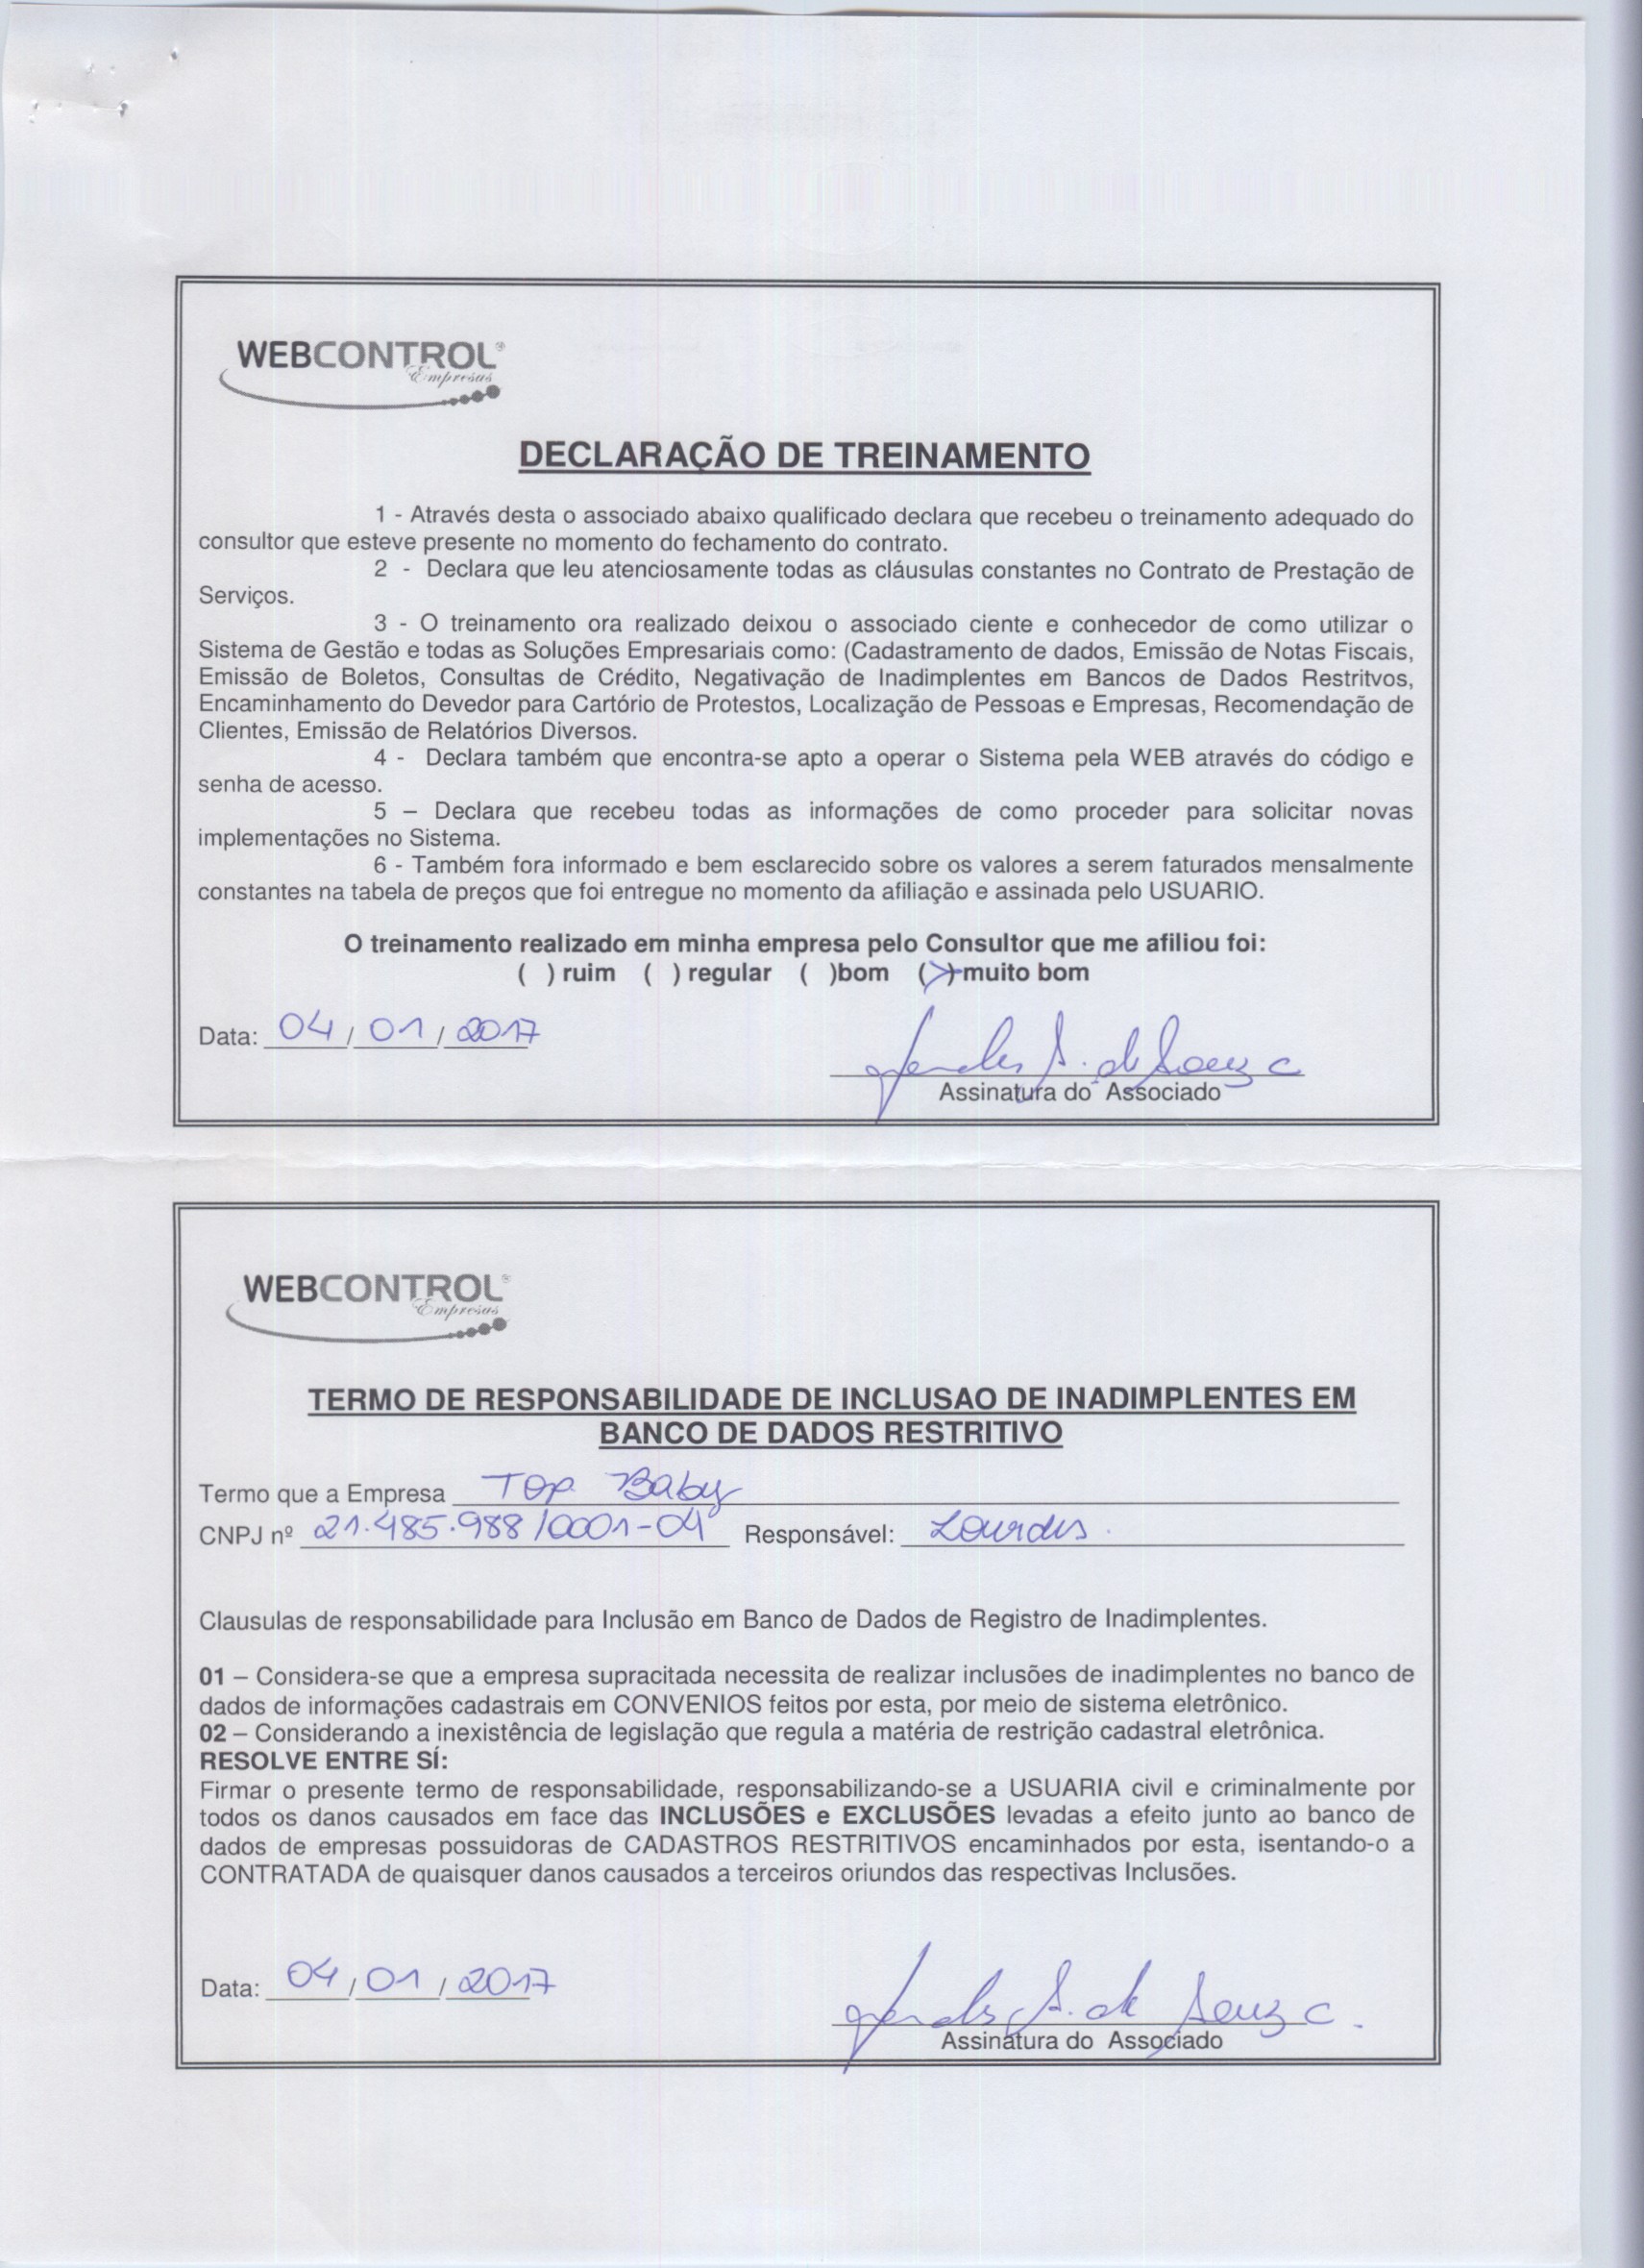 WEBCONTROL®
Empresas
DECLARAÇÃO DE TREINAMENTO
1 - Através desta o associado abaixo qualificado declara que recebeu o treinamento adequado do
consultor que esteve presente no momento do fechamento do contrato.
2 - Declara que leu atenciosamente todas as cláusulas constantes no Contrato de Prestação de
Serviços.
3 - O treinamento ora realizado deixou o associado ciente e conhecedor de como utilizar o
Sistema de Gestão e todas as Soluções Empresariais como: (Cadastramento de dados, Emissão de Notas Fiscais,
Emissão de Boletos, Consultas de Crédito, Negativação de Inadimplentes em Bancos de Dados Restritvos,
Encaminhamento do Devedor para Cartório de Protestos, Localização de Pessoas e Empresas, Recomendação de
Clientes, Emissão de Relatórios Diversos.
4 - Declara também que encontra-se apto a operar o Sistema pela WEB através do código e
senha de acesso.
5 – Declara que recebeu todas as informações de como proceder para solicitar novas
implementações no Sistema.
6 - Também fora informado e bem esclarecido sobre os valores a serem faturados mensalmente
constantes na tabela de preços que foi entregue no momento da afiliação e assinada pelo USUARIO.
O treinamento realizado em minha empresa pelo Consultor que me afiliou foi:
( ) ruim ( ) regular ( )bom (X)muito bom
Data: 04/01/2017
A. de Souza
Assinatura do Associado
WEBCONTROL®
Empresas
TERMO DE RESPONSABILIDADE DE INCLUSAO DE INADIMPLENTES EM
BANCO DE DADOS RESTRITIVO
Termo que a Empresa Top Baby
CNPJ nº 21.485.988/0001-04 Responsável: Lourdes.
Clausulas de responsabilidade para Inclusão em Banco de Dados de Registro de Inadimplentes.
01 – Considera-se que a empresa supracitada necessita de realizar inclusões de inadimplentes no banco de
dados de informações cadastrais em CONVENIOS feitos por esta, por meio de sistema eletrônico.
02 – Considerando a inexistência de legislação que regula a matéria de restrição cadastral eletrônica.
RESOLVE ENTRE SÍ:
Firmar o presente termo de responsabilidade, responsabilizando-se a USUARIA civil e criminalmente por
todos os danos causados em face das INCLUSÕES e EXCLUSÕES levadas a efeito junto ao banco de
dados de empresas possuidoras de CADASTROS RESTRITIVOS encaminhados por esta, isentando-o a
CONTRATADA de quaisquer danos causados a terceiros oriundos das respectivas Inclusões.
Data: 04/01/2017
A. de Souza.
Assinatura do Associado